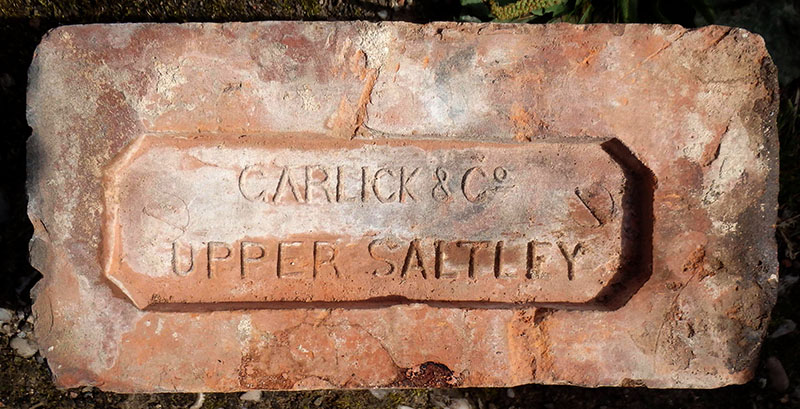 GARLICK & Cº
UPPER SALTLEY